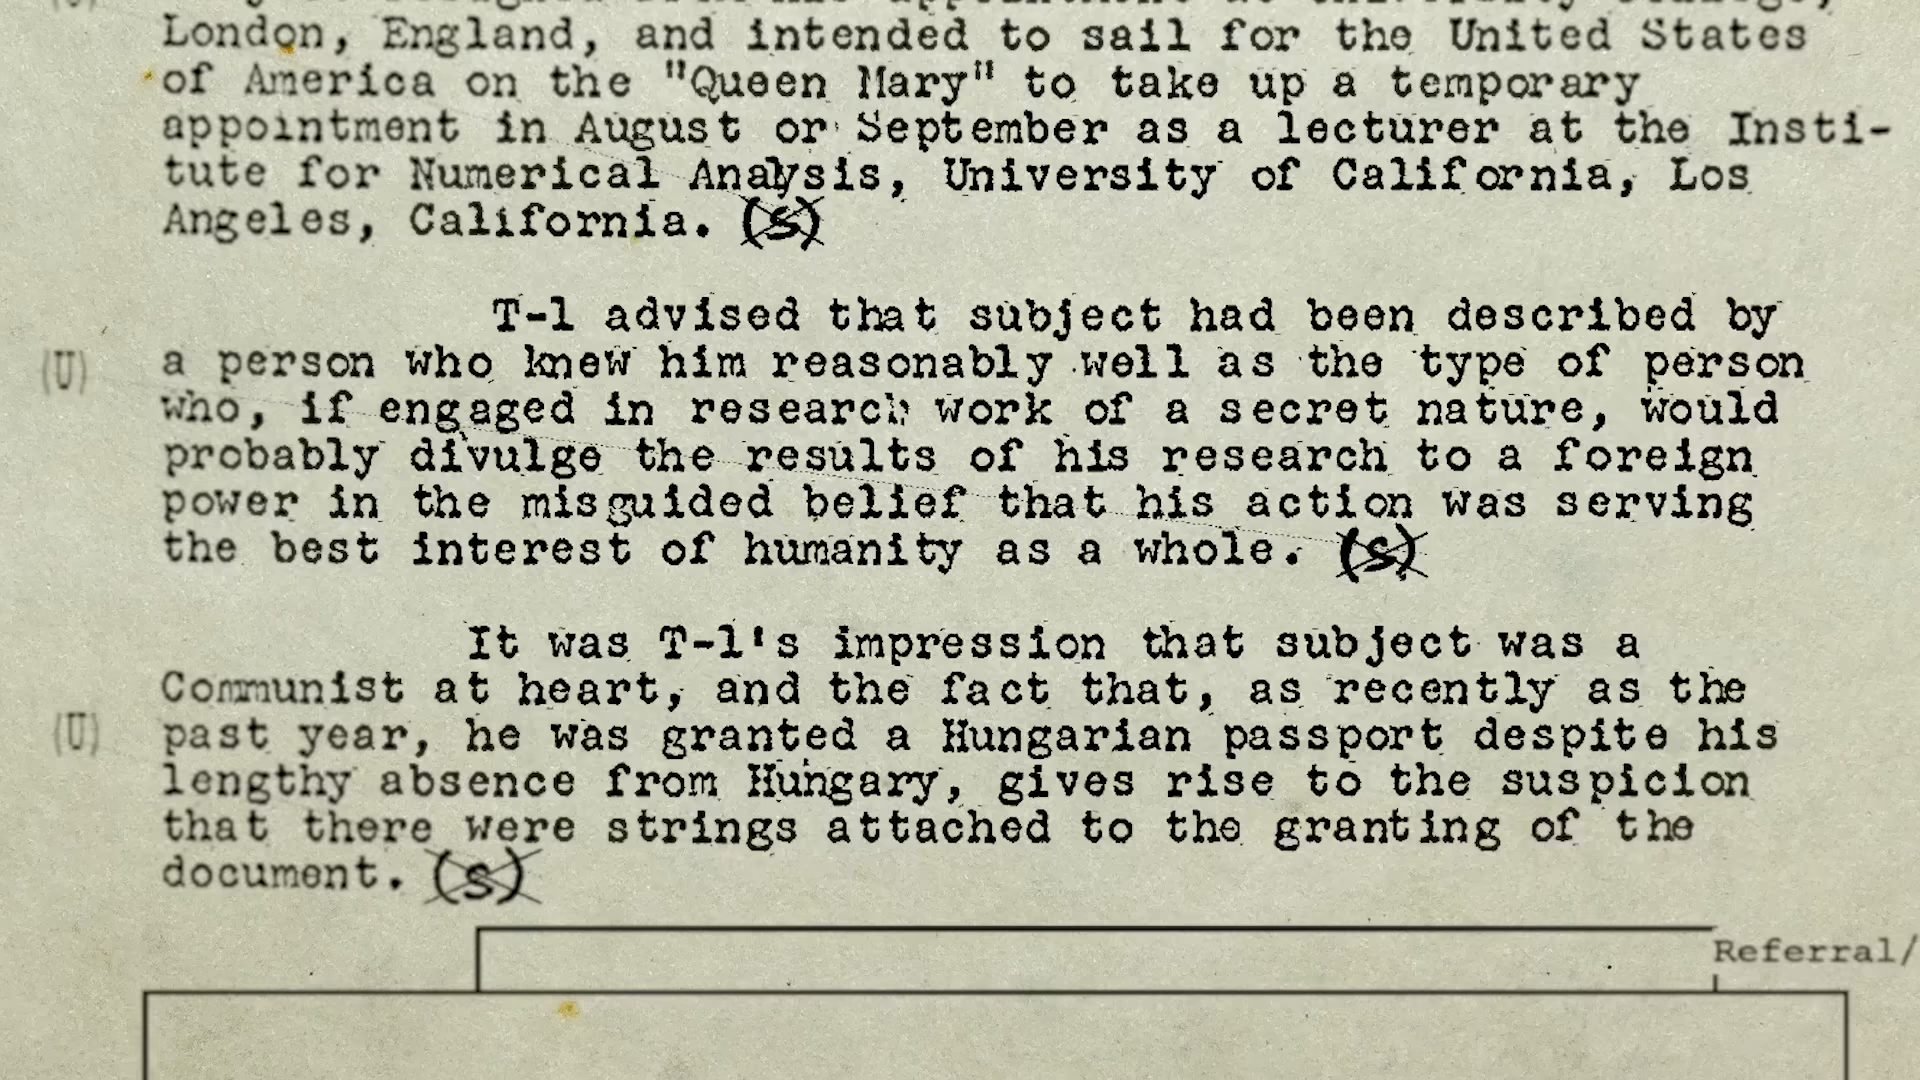 London, England, and intended to sail for the United States
of America on the "Queen Mary" to take up a temporary
appointment in August or September as a lecturer at the Insti-
tute for Numerical Analysis, University of California, Los
Angeles, California. (S)
T-1 advised that subject had been described by
(U) a person who knew him reasonably well as the type of person
who, if engaged in research work of a secret nature, would
probably divulge the results of his research to a foreign
power in the misguided belief that his action was serving
the best interest of humanity as a whole. (S)
It was T-1's impression that subject was a
Communist at heart, and the fact that, as recently as the
(U) past year, he was granted a Hungarian passport despite his
lengthy absence from Hungary, gives rise to the suspicion
that there were strings attached to the granting of the
document. (S)
Referral/